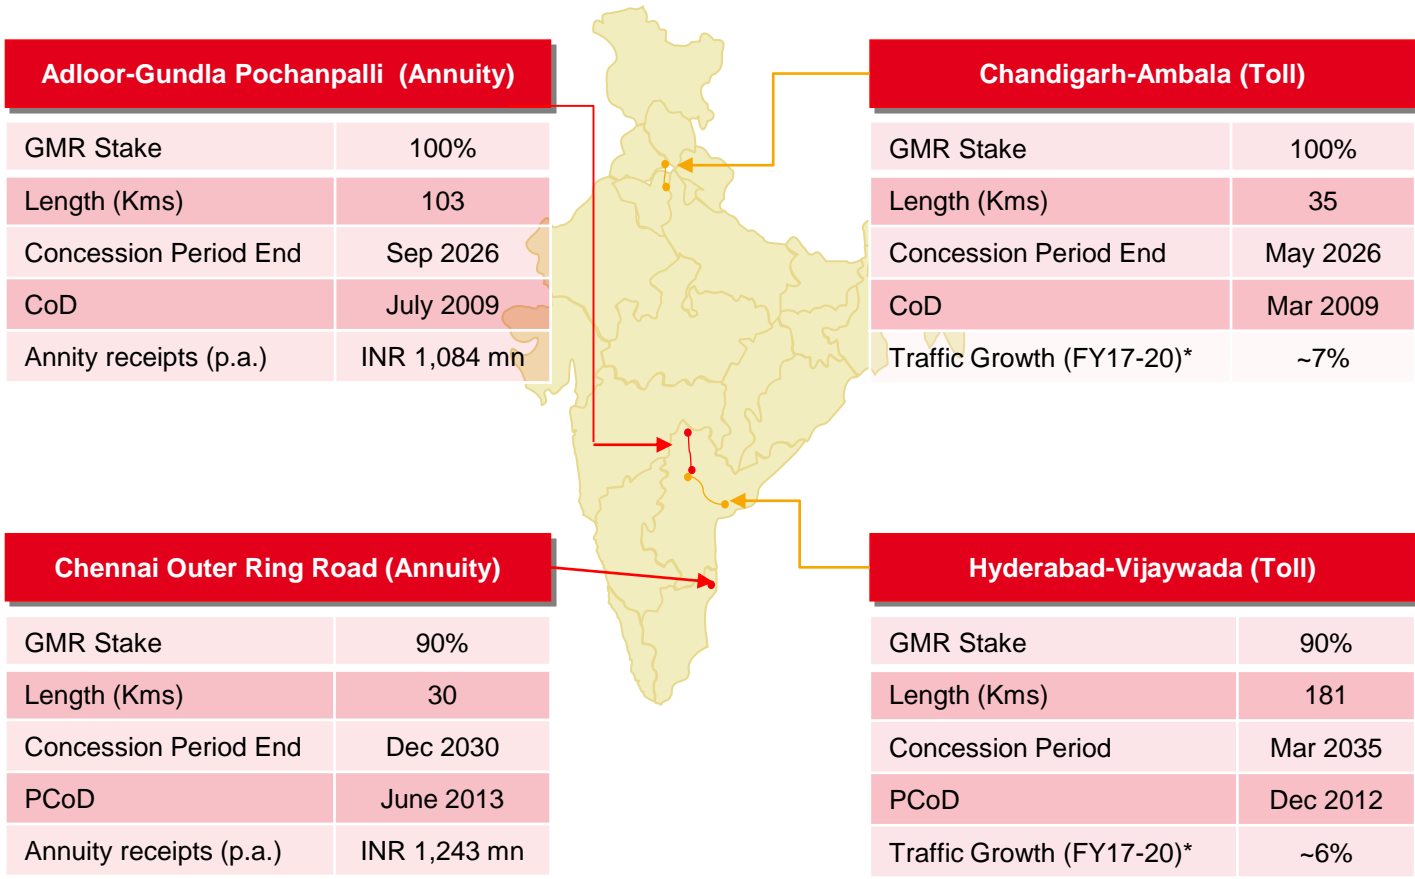 Adloor-Gundla Pochanpalli (Annuity)
GMR Stake 100%
Length (Kms) 103
Concession Period End Sep 2026
CoD July 2009
Annity receipts (p.a.) INR 1,084 mn
Chandigarh-Ambala (Toll)
GMR Stake 100%
Length (Kms) 35
Concession Period End May 2026
CoD Mar 2009
Traffic Growth (FY17-20)* ~7%
Chennai Outer Ring Road (Annuity)
GMR Stake 90%
Length (Kms) 30
Concession Period End Dec 2030
PCoD June 2013
Annuity receipts (p.a.) INR 1,243 mn
Hyderabad-Vijaywada (Toll)
GMR Stake 90%
Length (Kms) 181
Concession Period Mar 2035
PCoD Dec 2012
Traffic Growth (FY17-20)* ~6%